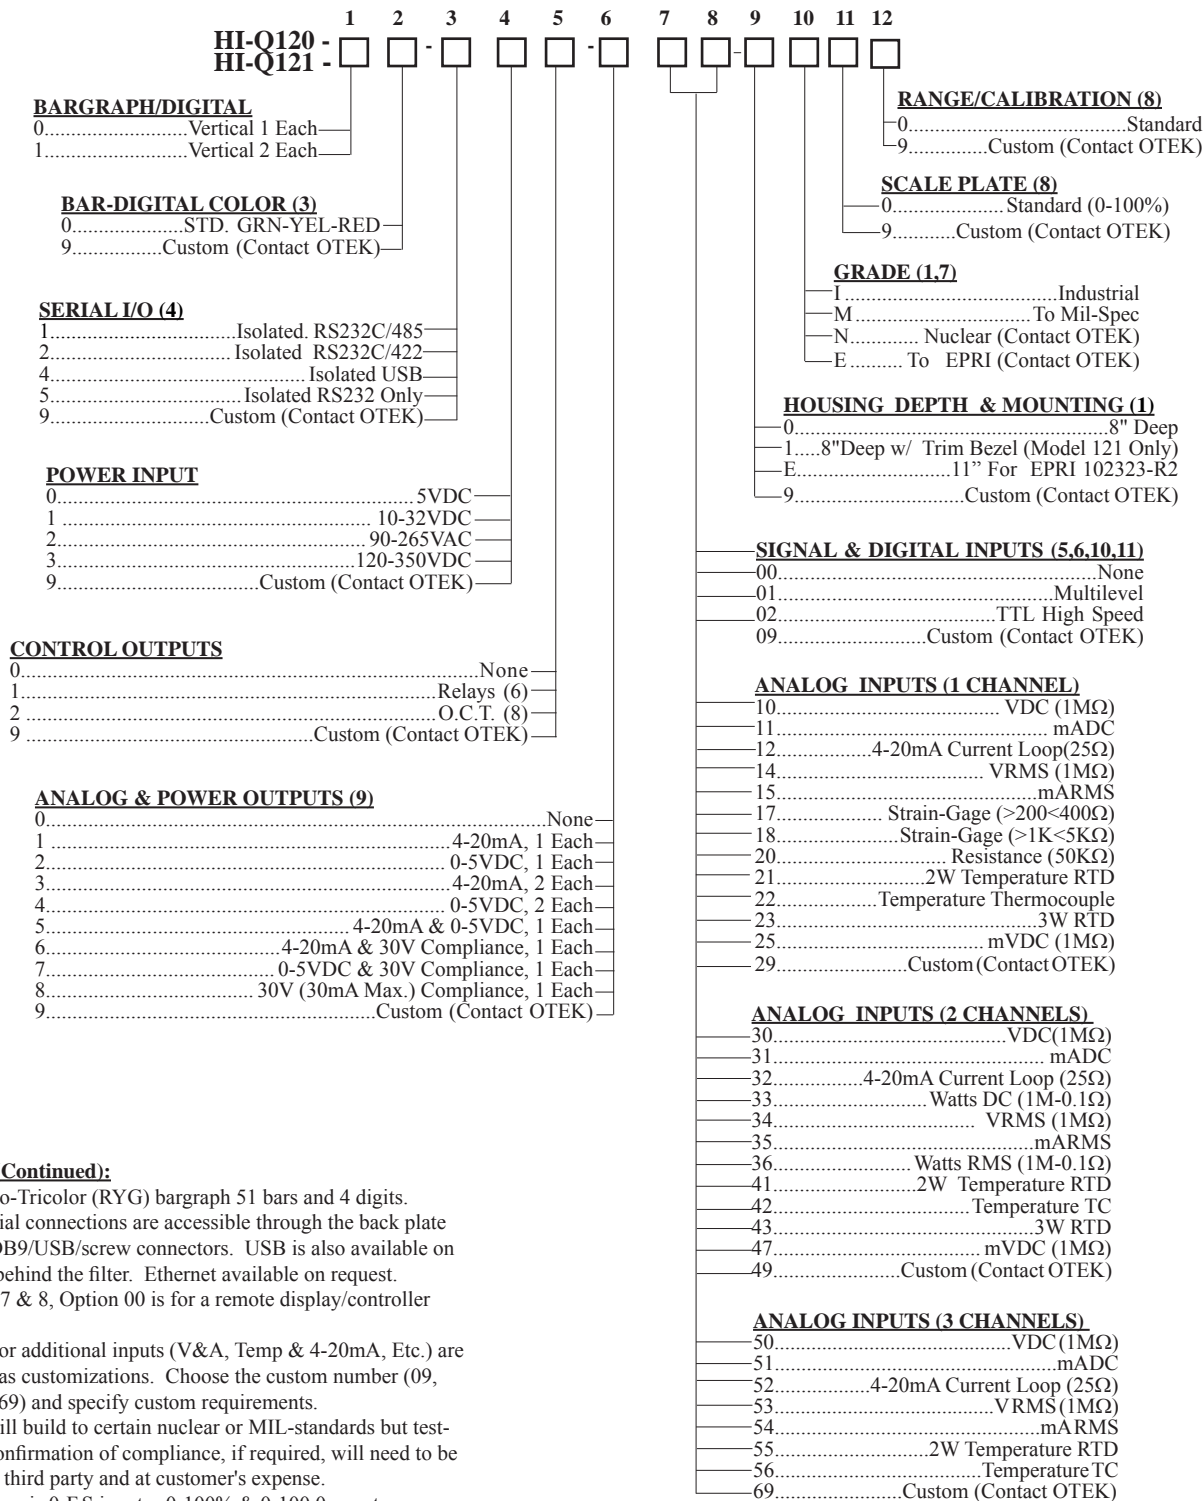 1 2 3 4 5 6 7 8 9 10 11 12
HI-Q120 -
HI-Q121 -
BARGRAPH/DIGITAL
0........................Vertical 1 Each
1........................Vertical 2 Each
BAR-DIGITAL COLOR (3)
0...................STD. GRN-YEL-RED
9.................Custom (Contact OTEK)
SERIAL I/O (4)
1...............................Isolated. RS232C/485
2..............................Isolated RS232C/422
4..........................................Isolated USB
5................................Isolated RS232 Only
9..........................Custom (Contact OTEK)
POWER INPUT
0..............................................................5VDC
1 ....................................................10-32VDC
2.....................................................90-265VAC
3...................................................120-350VDC
9...................................Custom (Contact OTEK)
CONTROL OUTPUTS
0..............................................................................None
1.......................................................................Relays (6)
2 .......................................................................O.C.T. (8)
9 ..................................................Custom (Contact OTEK)
ANALOG & POWER OUTPUTS (9)
0......................................................................................None
1 ....................................................................4-20mA, 1 Each
2.....................................................................0-5VDC, 1 Each
3.....................................................................4-20mA, 2 Each
4.....................................................................0-5VDC, 2 Each
5....................................................4-20mA & 0-5VDC, 1 Each
6........................................4-20mA & 30V Compliance, 1 Each
7........................................0-5VDC & 30V Compliance, 1 Each
8....................................30V (30mA Max.) Compliance, 1 Each
9.........................................................Custom (Contact OTEK)
Continued):
o-Tricolor (RYG) bargraph 51 bars and 4 digits.
ial connections are accessible through the back plate
DB9/USB/screw connectors. USB is also available on
behind the filter. Ethernet available on request.
7 & 8, Option 00 is for a remote display/controller
or additional inputs (V&A, Temp & 4-20mA, Etc.) are
as customizations. Choose the custom number (09,
69) and specify custom requirements.
ill build to certain nuclear or MIL-standards but test-
onfirmation of compliance, if required, will need to be
third party and at customer's expense.
RANGE/CALIBRATION (8)
0.......................................Standard
9...............Custom (Contact OTEK)
SCALE PLATE (8)
0....................Standard (0-100%)
9............Custom (Contact OTEK)
GRADE (1,7)
I ......................................Industrial
M................................To Mil-Spec
N.............Nuclear (Contact OTEK)
E..........To EPRI (Contact OTEK)
HOUSING DEPTH & MOUNTING (1)
0.........................................................8" Deep
1.....8"Deep w/ Trim Bezel (Model 121 Only)
E............................11” For EPRI 102323-R2
9..............................Custom (Contact OTEK)
SIGNAL & DIGITAL INPUTS (5,6,10,11)
00.........................................................None
01..................................................Multilevel
02.......................................TTL High Speed
09...........................Custom (Contact OTEK)
ANALOG INPUTS (1 CHANNEL)
10........................................VDC (1MΩ)
11.................................................mADC
12.................4-20mA Current Loop(25Ω)
14.....................................VRMS (1MΩ)
15..............................................mARMS
17...................Strain-Gage (>200<400Ω)
18......................Strain-Gage (>1K<5KΩ)
20...............................Resistance (50KΩ)
21...........................2W Temperature RTD
22..................Temperature Thermocouple
23...............................................3W RTD
25......................................mVDC (1MΩ)
29........................Custom (Contact OTEK)
ANALOG INPUTS (2 CHANNELS)
30..........................................VDC(1MΩ)
31.................................................mADC
32................4-20mA Current Loop (25Ω)
33............................Watts DC (1M-0.1Ω)
34.....................................VRMS (1MΩ)
35...............................................mARMS
36.........................Watts RMS (1M-0.1Ω)
41..........................2W Temperature RTD
42....................................Temperature TC
43...............................................3W RTD
47......................................mVDC (1MΩ)
49.......................Custom (Contact OTEK)
ANALOG INPUTS (3 CHANNELS)
50...........................................VDC (1MΩ)
51...................................................mADC
52..................4-20mA Current Loop (25Ω)
53........................................VRMS (1MΩ)
54................................................mARMS
55............................2W Temperature RTD
56.....................................Temperature TC
69.......................Custom (Contact OTEK)